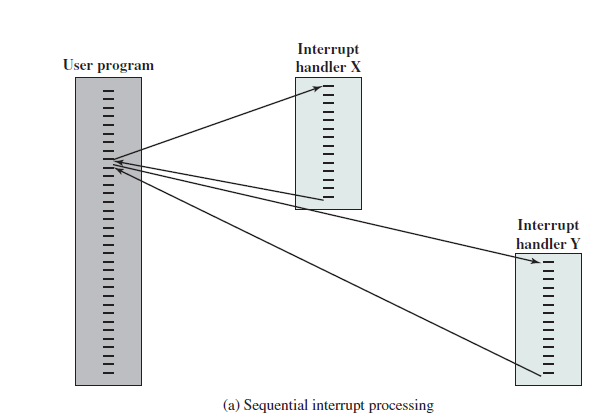 User program
Interrupt
handler X
Interrupt
handler Y
(a) Sequential interrupt processing